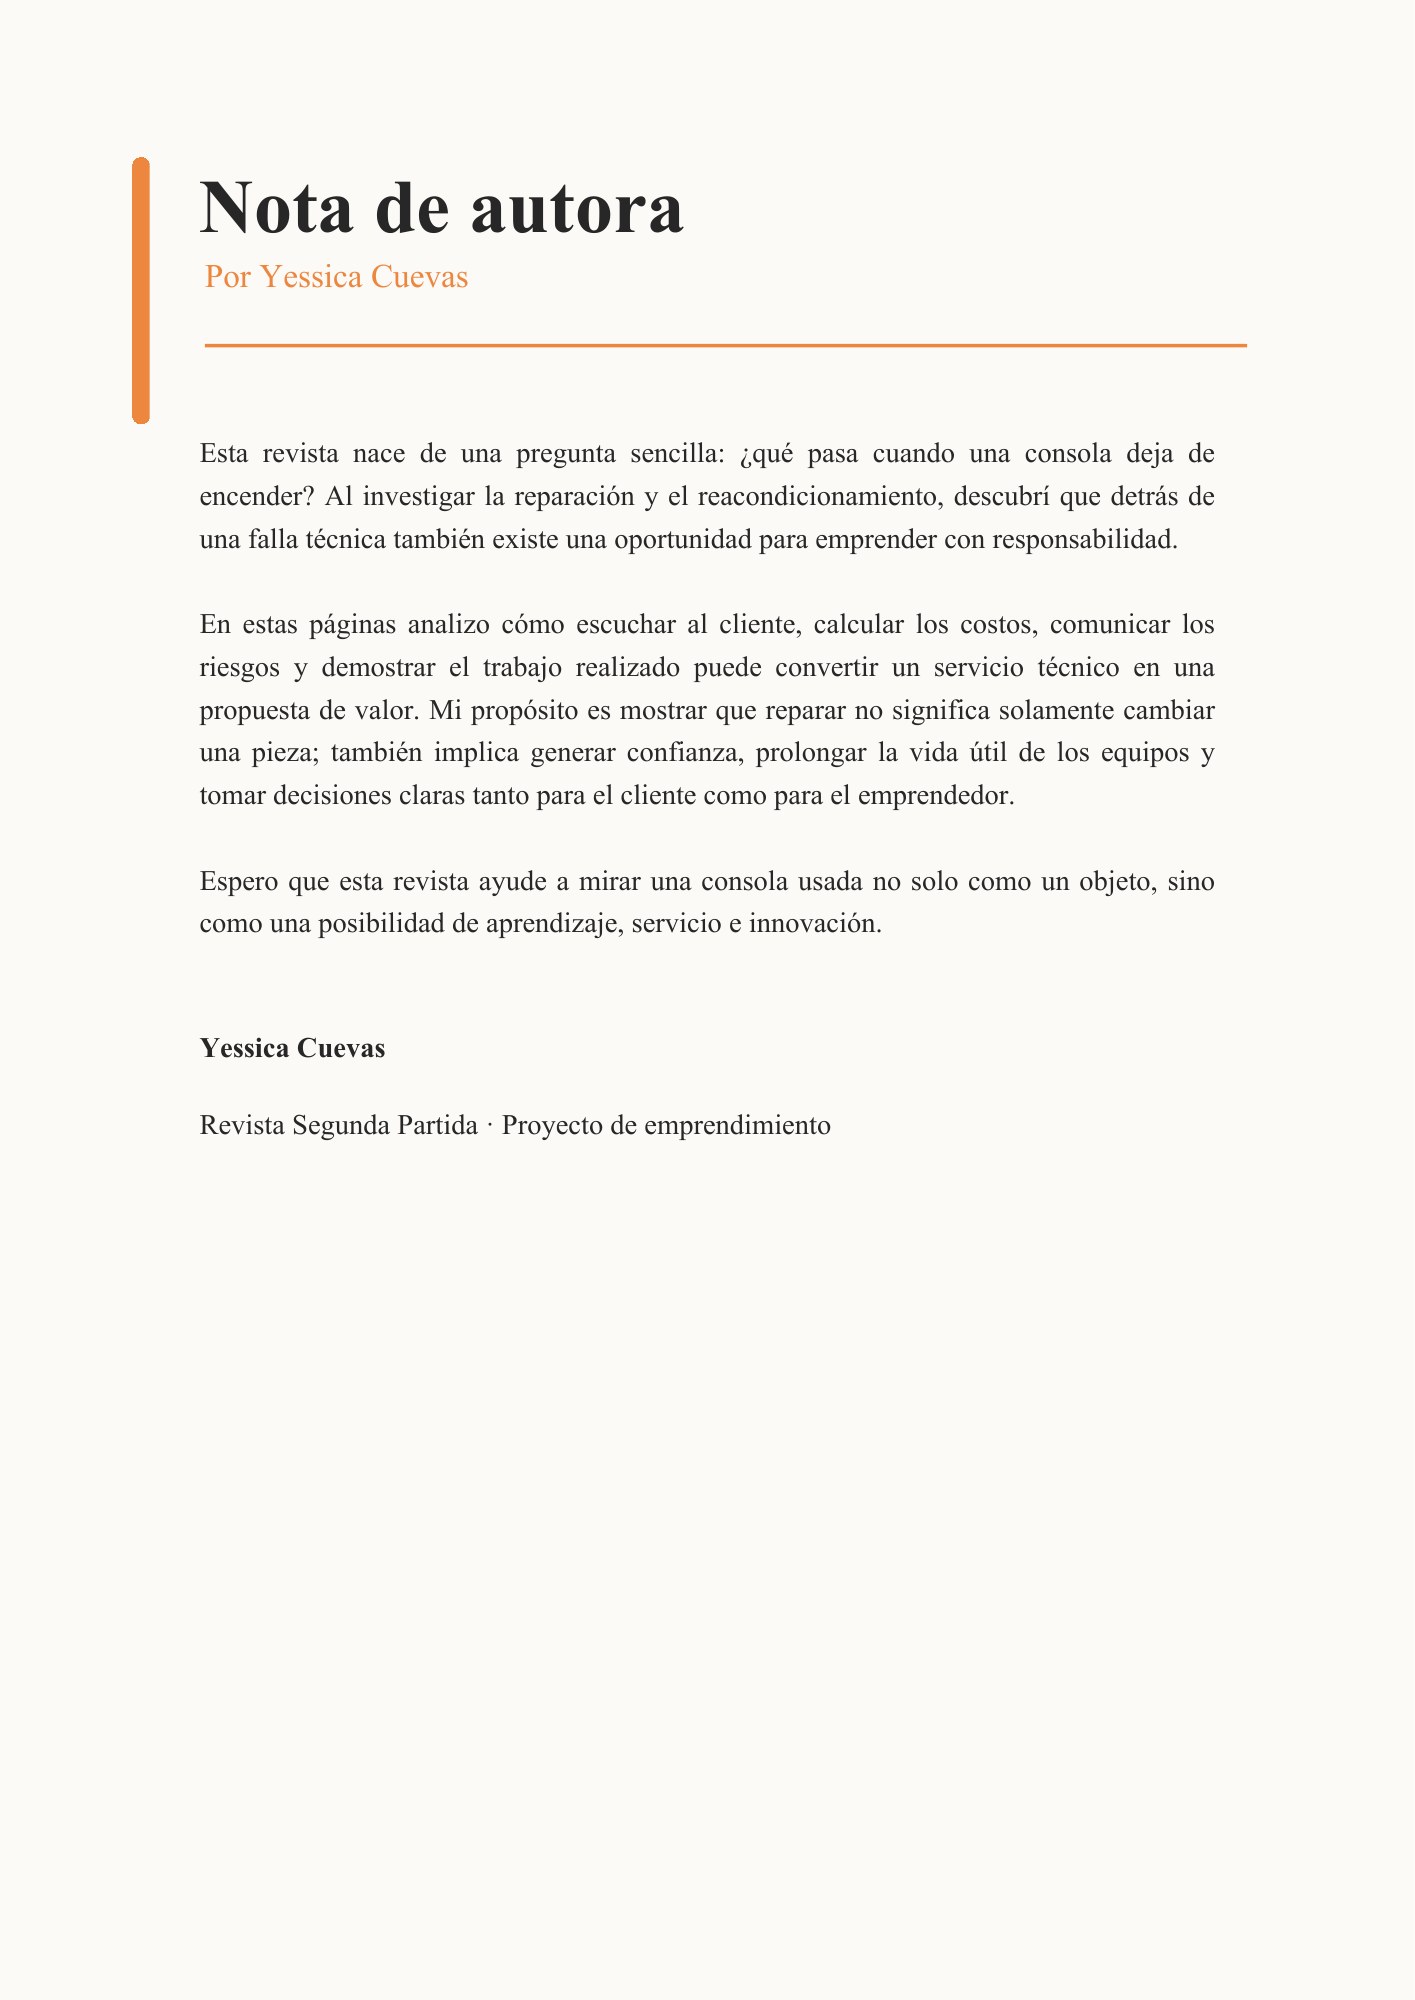 Nota de autora
Por Yessica Cuevas
Esta revista nace de una pregunta sencilla: ¿qué pasa cuando una consola deja de
encender? Al investigar la reparación y el reacondicionamiento, descubrí que detrás de
una falla técnica también existe una oportunidad para emprender con responsabilidad.
En estas páginas analizo cómo escuchar al cliente, calcular los costos, comunicar los
riesgos y demostrar el trabajo realizado puede convertir un servicio técnico en una
propuesta de valor. Mi propósito es mostrar que reparar no significa solamente cambiar
una pieza; también implica generar confianza, prolongar la vida útil de los equipos y
tomar decisiones claras tanto para el cliente como para el emprendedor.
Espero que esta revista ayude a mirar una consola usada no solo como un objeto, sino
como una posibilidad de aprendizaje, servicio e innovación.
Yessica Cuevas
Revista Segunda Partida · Proyecto de emprendimiento